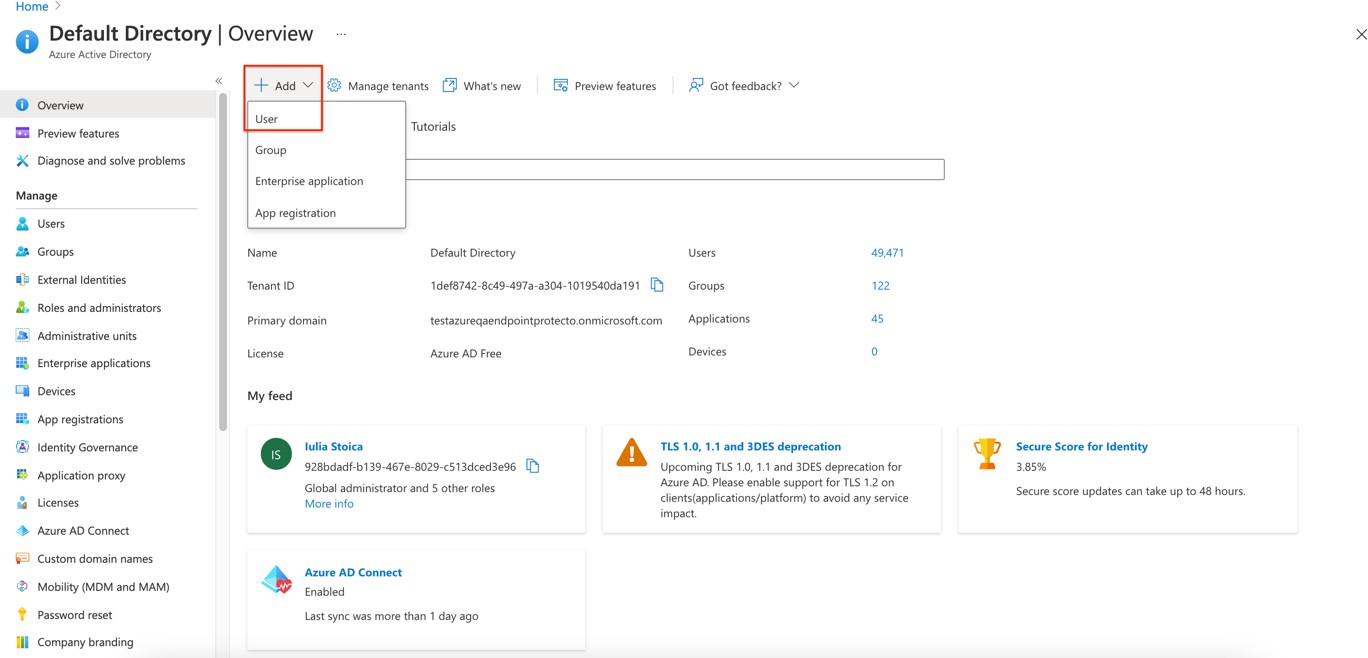 Home
Default Directory | Overview ...
Azure Active Directory
Add
Manage tenants
What's new
Preview features
Got feedback?
User
Group
Enterprise application
App registration
Tutorials
Overview
Preview features
Diagnose and solve problems
Manage
Users
Groups
External Identities
Roles and administrators
Administrative units
Enterprise applications
Devices
App registrations
Identity Governance
Application proxy
Licenses
Azure AD Connect
Custom domain names
Mobility (MDM and MAM)
Password reset
Company branding
Name Default Directory Users 49,471
Tenant ID 1def8742-8c49-497a-a304-1019540da191 Groups 122
Primary domain testazureqaendpointprotecto.onmicrosoft.com Applications 45
License Azure AD Free Devices 0
My feed
IS
Iulia Stoica
928bdadf-b139-467e-8029-c513dced3e96
Global administrator and 5 other roles
More info
TLS 1.0, 1.1 and 3DES deprecation
Upcoming TLS 1.0, 1.1 and 3DES deprecation for
Azure AD. Please enable support for TLS 1.2 on
clients(applications/platform) to avoid any service
impact.
Secure Score for Identity
3.85%
Secure score updates can take up to 48 hours.
Azure AD Connect
Enabled
Last sync was more than 1 day ago